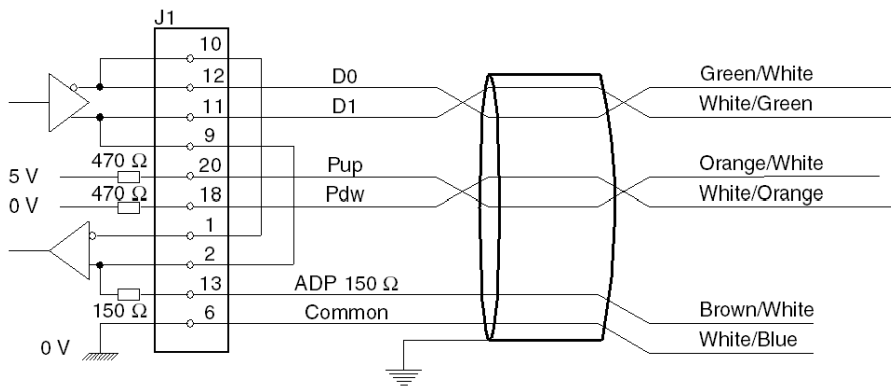 J1
10
12 D0 Green/White
11 D1 White/Green
9
470 Ω 20 Pup Orange/White
5 V
470 Ω 18 Pdw White/Orange
0 V
1
2
13 ADP 150 Ω Brown/White
150 Ω 6 Common White/Blue
0 V